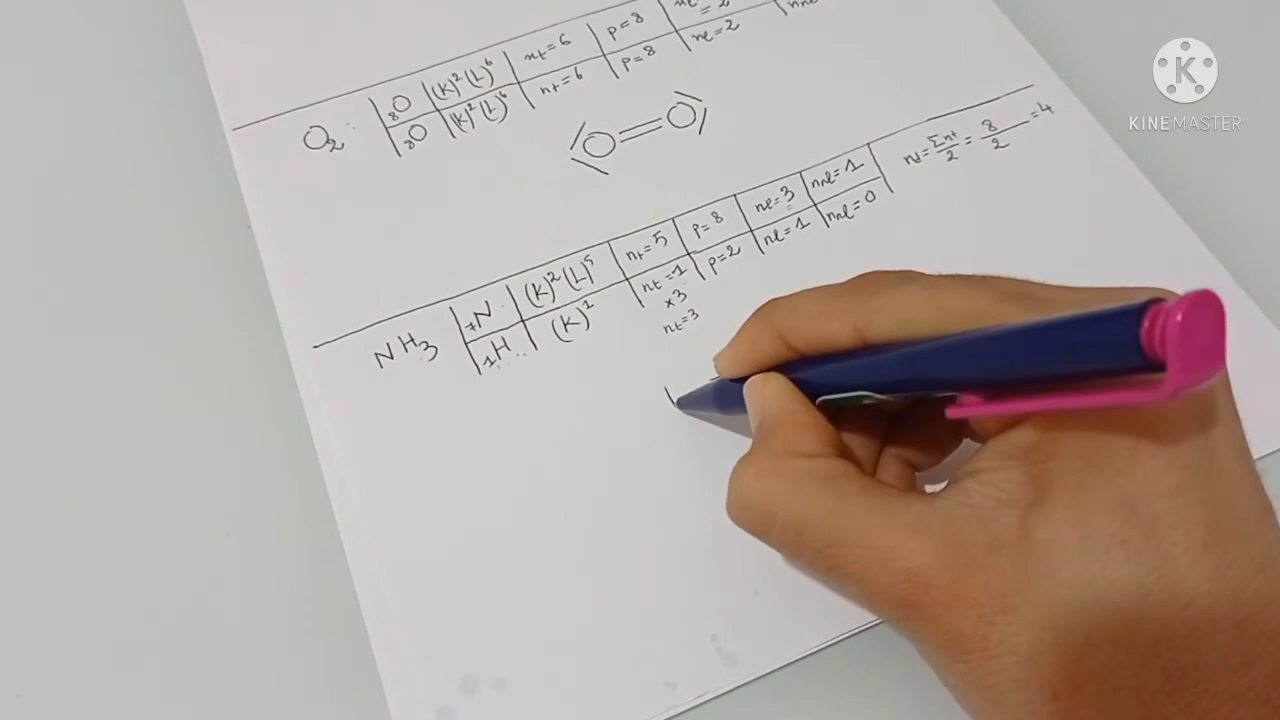 nl = 2
O₂ ₈O (K)²(L)⁶ nt = 6 p = 8
₈O (K)²(L)⁶ nt = 6 p = 8 nl = 2
O=O
NH₃ ₇N (K)²(L)⁵ nt = 5 p = 8 nl = 3 nnl = 1 nd = Σnt/2 = 8/2 = 4
₁H (K)¹ nt = 1 p = 2 nl = 1 nnl = 0
×3
nt = 3
K
KINEMASTER